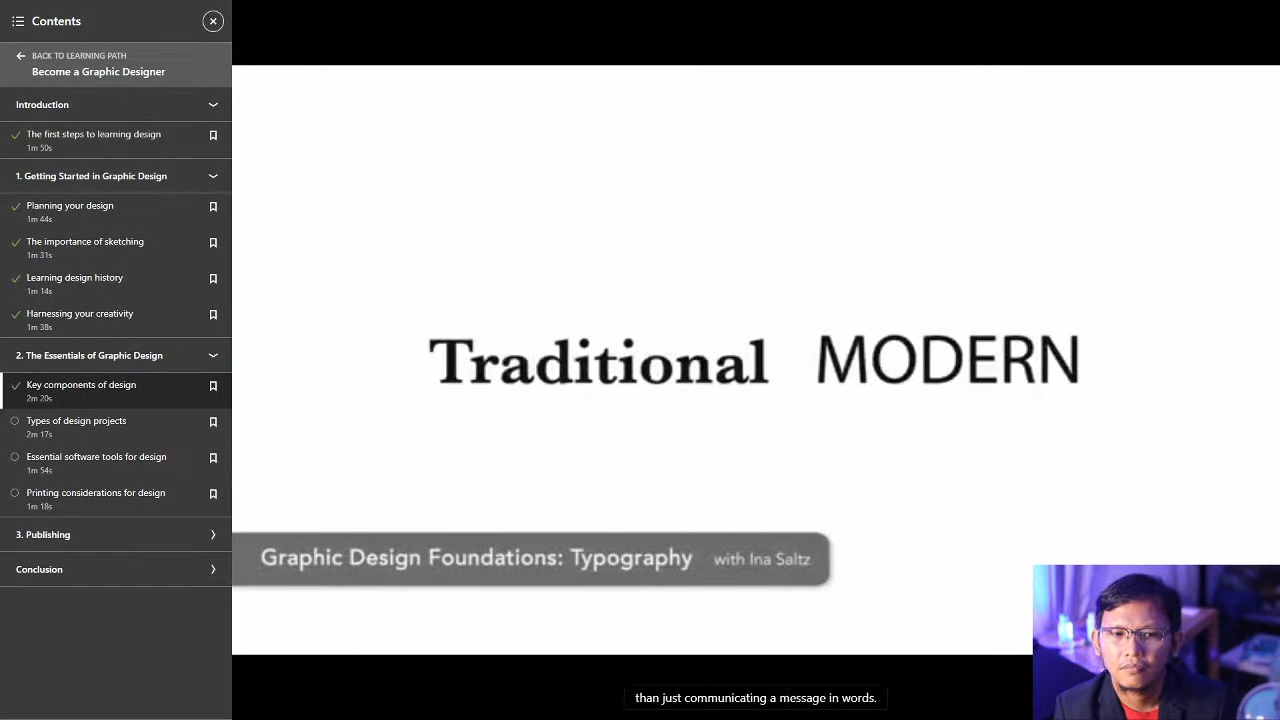 Contents
BACK TO LEARNING PATH
Become a Graphic Designer
Introduction
The first steps to learning design
1m 50s
1. Getting Started in Graphic Design
Planning your design
1m 44s
The importance of sketching
1m 31s
Learning design history
1m 14s
Harnessing your creativity
1m 38s
2. The Essentials of Graphic Design
Key components of design
2m 20s
Types of design projects
2m 17s
Essential software tools for design
1m 54s
Printing considerations for design
1m 18s
3. Publishing
Conclusion
Traditional MODERN
Graphic Design Foundations: Typography with Ina Saltz
than just communicating a message in words.